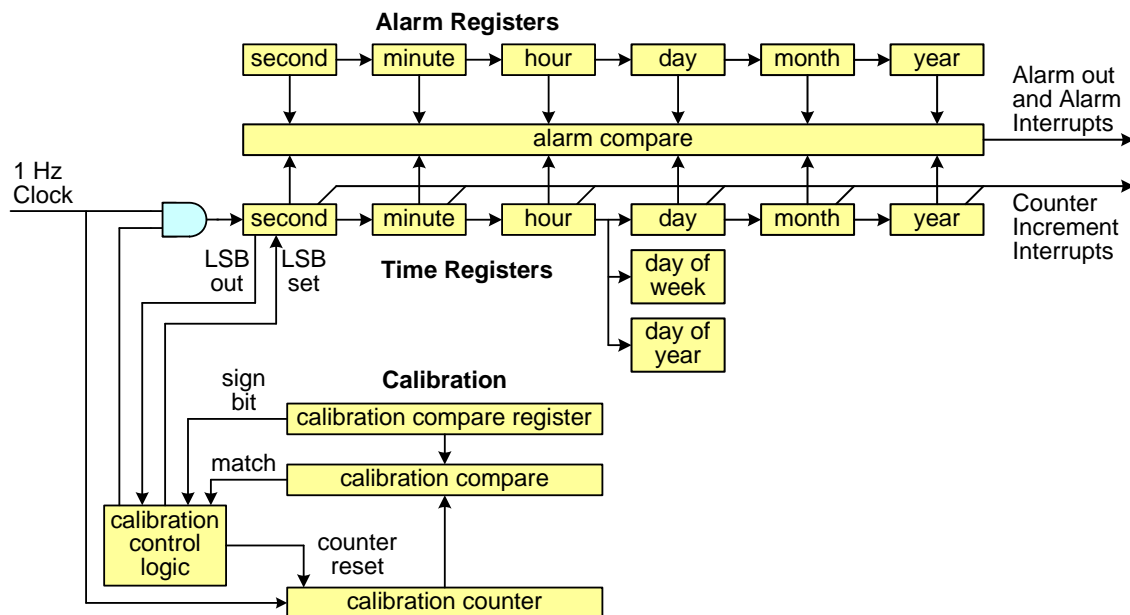 Alarm Registers
second
minute
hour
day
month
year
Alarm out
and Alarm
Interrupts
alarm compare
1 Hz
Clock
second
minute
hour
day
month
year
Counter
Increment
Interrupts
LSB
out
LSB
set
Time Registers
day of
week
day of
year
Calibration
sign
bit
calibration compare register
match
calibration compare
calibration
control
logic
counter
reset
calibration counter